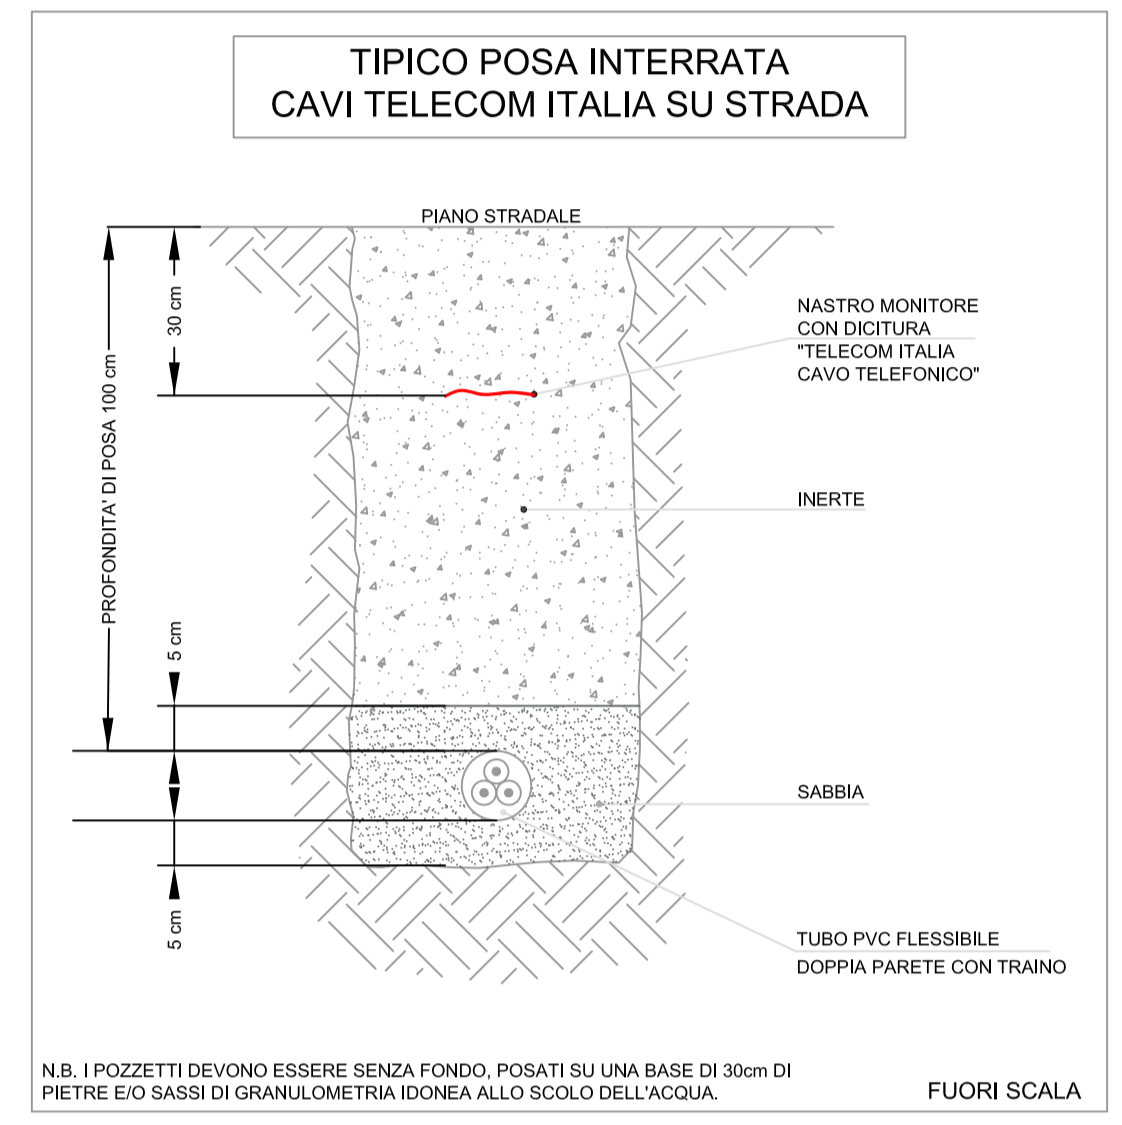 TIPICO POSA INTERRATA
CAVI TELECOM ITALIA SU STRADA
PIANO STRADALE
30 cm
PROFONDITA' DI POSA 100 cm
5 cm
5 cm
NASTRO MONITORE
CON DICITURA
"TELECOM ITALIA
CAVO TELEFONICO"
INERTE
SABBIA
TUBO PVC FLESSIBILE
DOPPIA PARETE CON TRAINO
N.B. I POZZETTI DEVONO ESSERE SENZA FONDO, POSATI SU UNA BASE DI 30cm DI
PIETRE E/O SASSI DI GRANULOMETRIA IDONEA ALLO SCOLO DELL'ACQUA.
FUORI SCALA